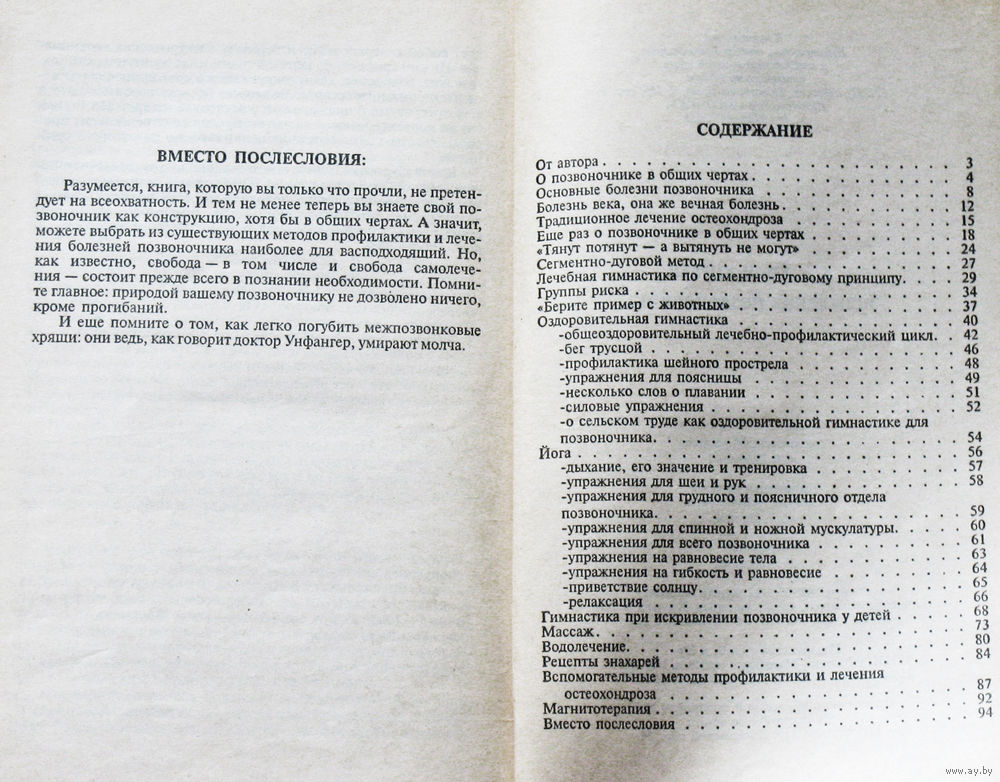 ВМЕСТО ПОСЛЕСЛОВИЯ:
Разумеется, книга, которую вы только что прочли, не претен-
дует на всеохватность. И тем не менее теперь вы знаете свой по-
звоночник как конструкцию, хотя бы в общих чертах. А значит,
можете выбрать из существующих методов профилактики и лече-
ния болезней позвоночника наиболее для васподходящий. Но,
как известно, свобода — в том числе и свобода самолече-
ния — состоит прежде всего в познании необходимости. Помни-
те главное: природой вашему позвоночнику не дозволено ничего,
кроме прогибаний.
И еще помните о том, как легко погубить межпозвонковые
хрящи: они ведь, как говорит доктор Унфангер, умирают молча.
СОДЕРЖАНИЕ
От автора . . . 3
О позвоночнике в общих чертах . . . 4
Основные болезни позвоночника . . . 8
Болезнь века, она же вечная болезнь . . . 12
Традиционное лечение остеохондроза . . . 15
Еще раз о позвоночнике в общих чертах . . . 18
«Тянут потянут — а вытянуть не могут» . . . 24
Сегментно-дуговой метод . . . 27
Лечебная гимнастика по сегментно-дуговому принципу . . . 29
Группы риска . . . 34
«Берите пример с животных» . . . 37
Оздоровительная гимнастика . . . 40
-общеоздоровительный лечебно-профилактический цикл . . . 42
-бег трусцой . . . 46
-профилактика шейного прострела . . . 48
-упражнения для поясницы . . . 49
-несколько слов о плавании . . . 51
-силовые упражнения . . . 52
-о сельском труде как оздоровительной гимнастике для
позвоночника . . . 54
Йога . . . 56
-дыхание, его значение и тренировка . . . 57
-упражнения для шеи и рук . . . 58
-упражнения для грудного и поясничного отдела
позвоночника . . . 59
-упражнения для спинной и ножной мускулатуры . . . 60
-упражнения для всего позвоночника . . . 61
-упражнения на равновесие тела . . . 63
-упражнения на гибкость и равновесие . . . 64
-приветствие солнцу . . . 65
-релаксация . . . 66
Гимнастика при искривлении позвоночника у детей . . . 68
Массаж . . . 73
Водолечение . . . 80
Рецепты знахарей . . . 84
Вспомогательные методы профилактики и лечения
остеохондроза . . . 87
Магнитотерапия . . . 92
Вместо послесловия . . . 94
www.ay.by